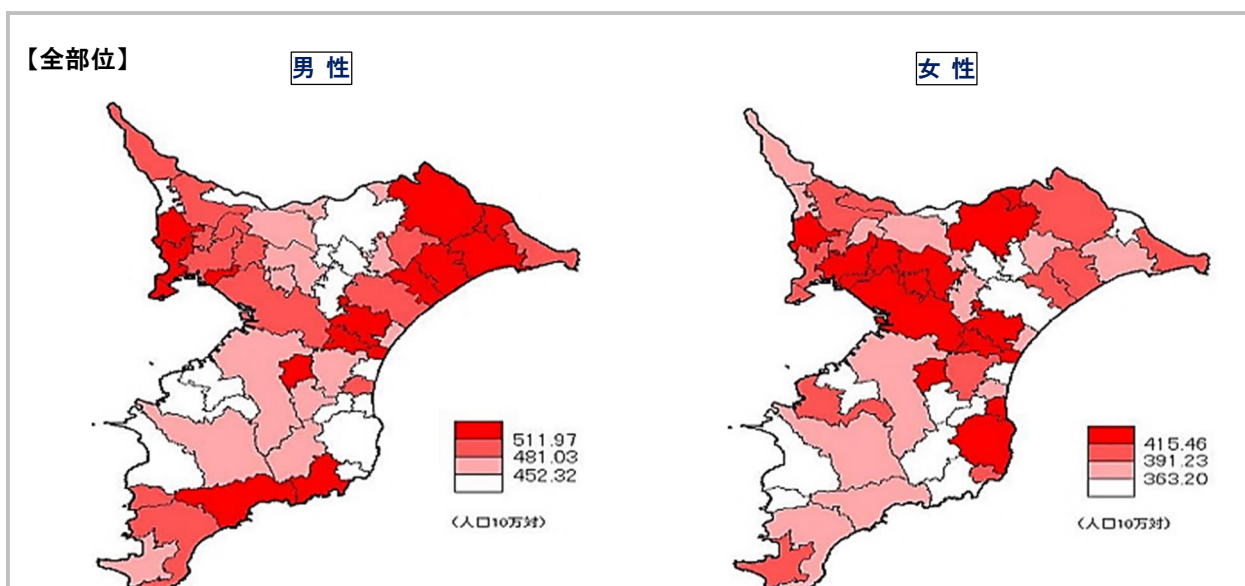 【全部位】
男 性
女 性
511.97
481.03
452.32
(人口10万対)
415.46
391.23
363.20
(人口10万対)